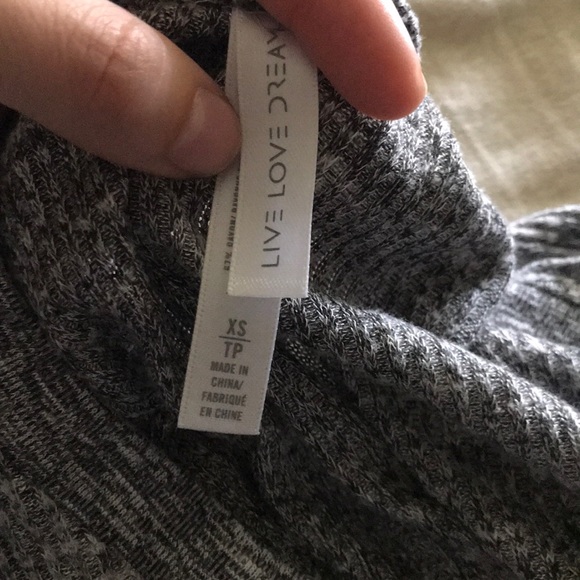 LIVE LOVE DREAM
XS
TP
MADE IN
CHINA/
FABRIQUÉ
EN CHINE